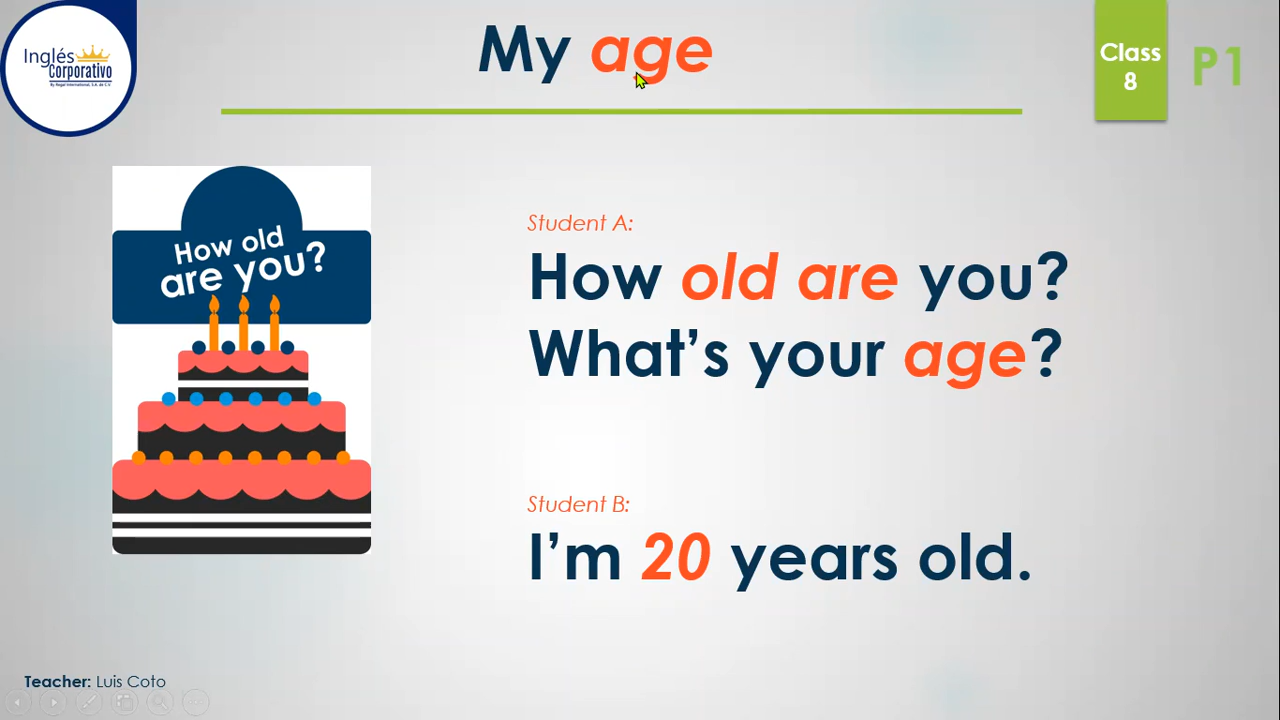 Inglés
Corporativo
My age
Class
8
P1
How old
are you?
Student A:
How old are you?
What's your age?
Student B:
I'm 20 years old.
Teacher: Luis Coto